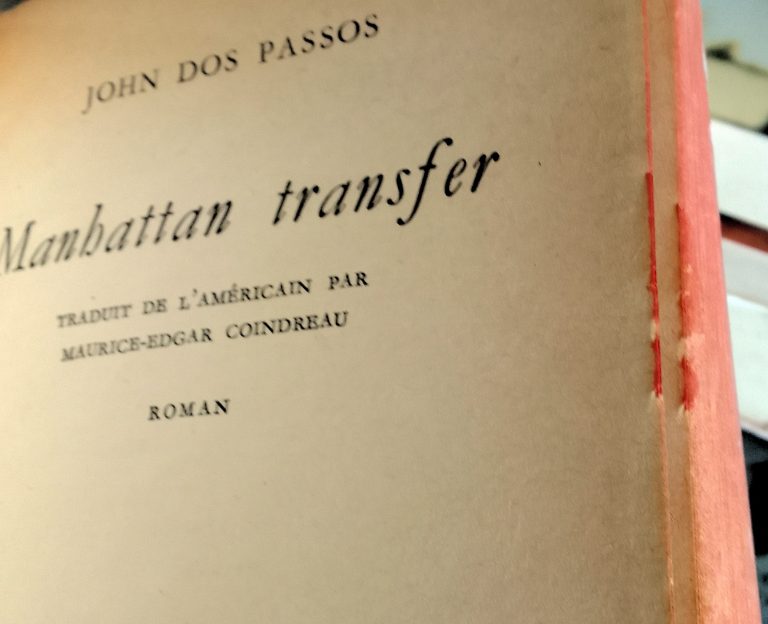 JOHN DOS PASSOS
Manhattan transfer
TRADUIT DE L'AMÉRICAIN PAR
MAURICE-EDGAR COINDREAU
ROMAN